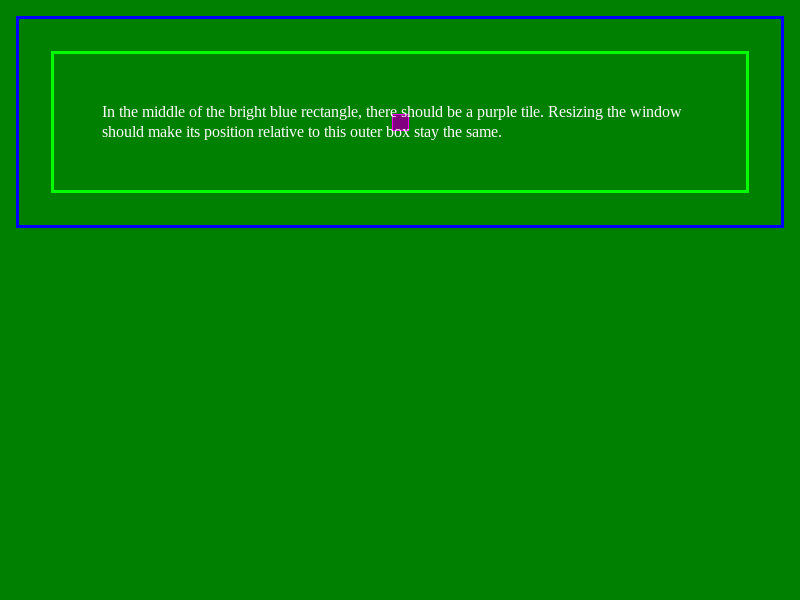 In the middle of the bright blue rectangle, there should be a purple tile. Resizing the window
should make its position relative to this outer box stay the same.